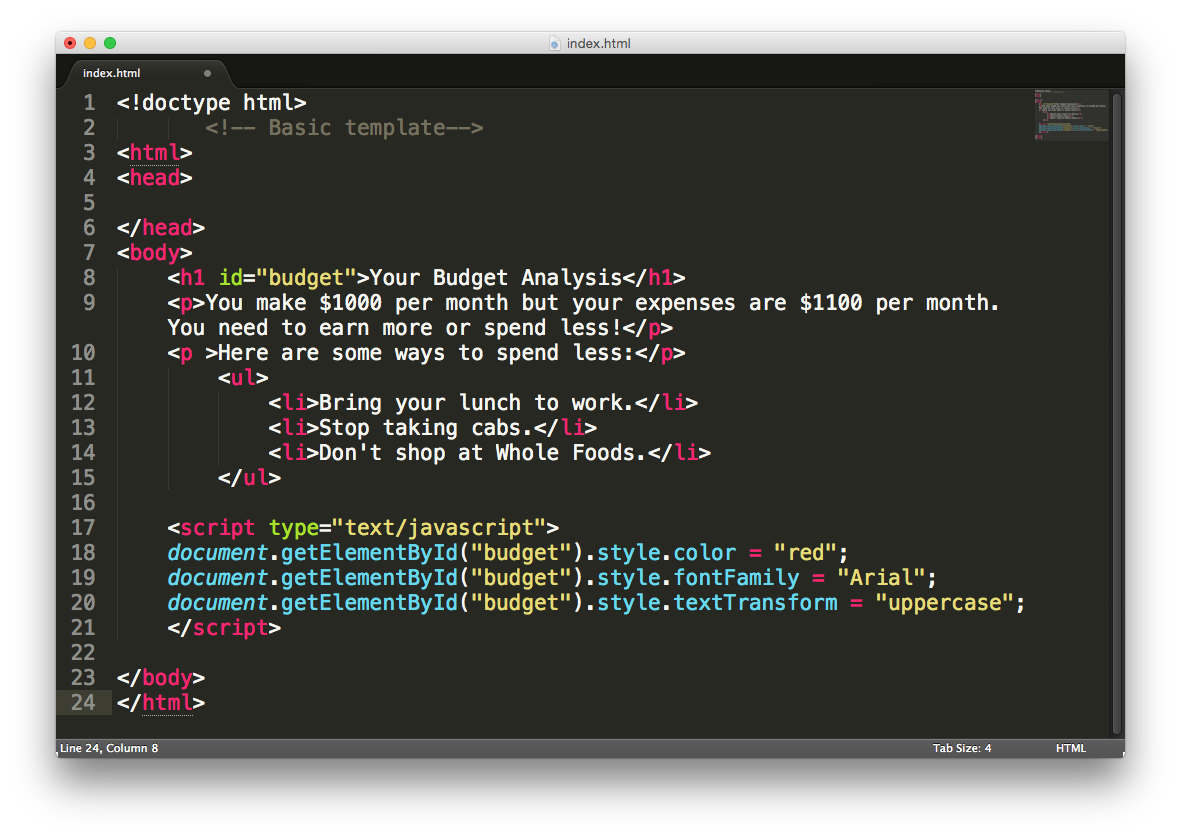 index.html
index.html
1 <!doctype html>
2 <!-- Basic template-->
3 <html>
4 <head>
5
6 </head>
7 <body>
8 <h1 id="budget">Your Budget Analysis</h1>
9 <p>You make $1000 per month but your expenses are $1100 per month.
You need to earn more or spend less!</p>
10 <p >Here are some ways to spend less:</p>
11 <ul>
12 <li>Bring your lunch to work.</li>
13 <li>Stop taking cabs.</li>
14 <li>Don't shop at Whole Foods.</li>
15 </ul>
16
17 <script type="text/javascript">
18 document.getElementById("budget").style.color = "red";
19 document.getElementById("budget").style.fontFamily = "Arial";
20 document.getElementById("budget").style.textTransform = "uppercase";
21 </script>
22
23 </body>
24 </html>
Line 24, Column 8 Tab Size: 4 HTML